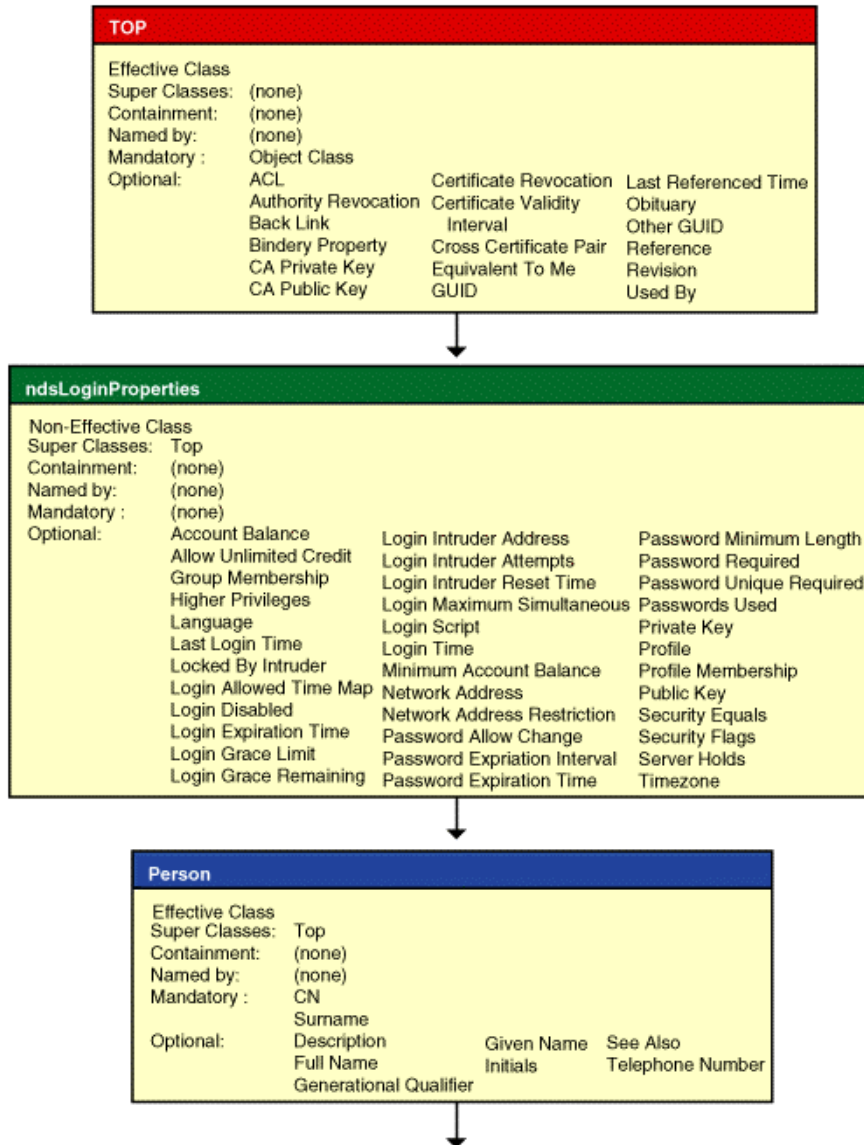 TOP
Effective Class
Super Classes: (none)
Containment: (none)
Named by: (none)
Mandatory : Object Class
Optional: ACL Certificate Revocation Last Referenced Time
Authority Revocation Certificate Validity Obituary
Back Link Interval Other GUID
Bindery Property Cross Certificate Pair Reference
CA Private Key Equivalent To Me Revision
CA Public Key GUID Used By
ndsLoginProperties
Non-Effective Class
Super Classes: Top
Containment: (none)
Named by: (none)
Mandatory : (none)
Optional: Account Balance Login Intruder Address Password Minimum Length
Allow Unlimited Credit Login Intruder Attempts Password Required
Group Membership Login Intruder Reset Time Password Unique Required
Higher Privileges Login Maximum Simultaneous Passwords Used
Language Login Script Private Key
Last Login Time Login Time Profile
Locked By Intruder Minimum Account Balance Profile Membership
Login Allowed Time Map Network Address Public Key
Login Disabled Network Address Restriction Security Equals
Login Expiration Time Password Allow Change Security Flags
Login Grace Limit Password Expriation Interval Server Holds
Login Grace Remaining Password Expiration Time Timezone
Person
Effective Class
Super Classes: Top
Containment: (none)
Named by: (none)
Mandatory : CN
Surname
Optional: Description Given Name See Also
Full Name Initials Telephone Number
Generational Qualifier